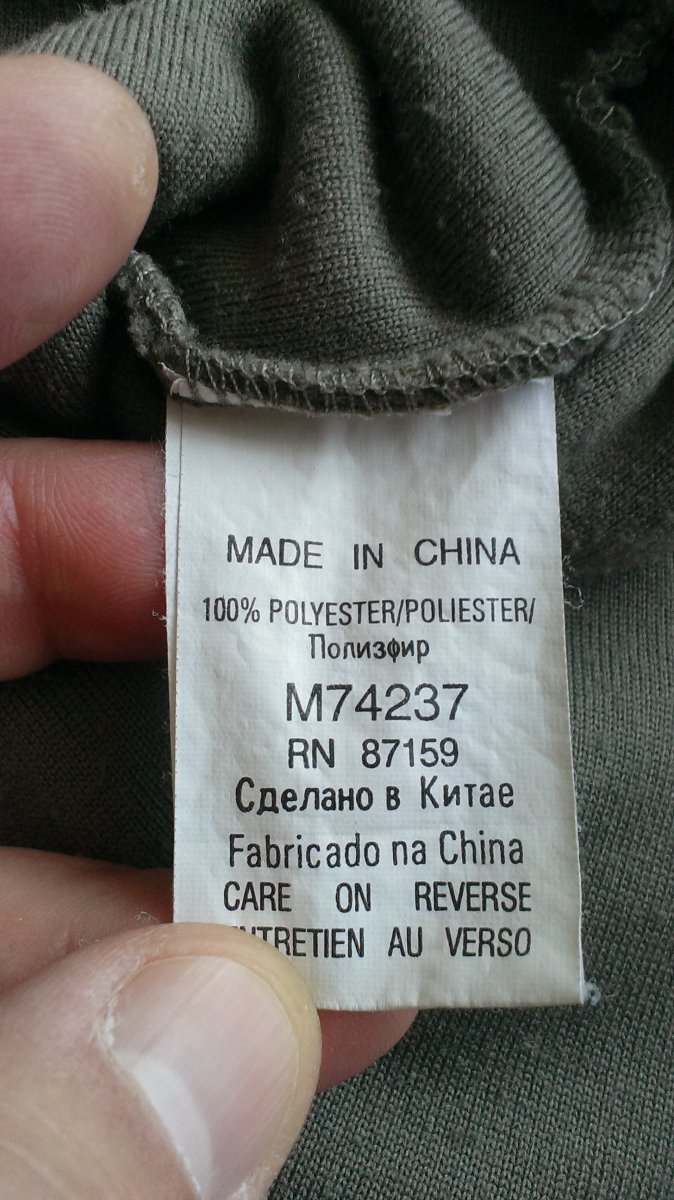 MADE IN CHINA
100% POLYESTER/POLIESTER/
Полизфир
M74237
RN 87159
Сделано в Китае
Fabricado na China
CARE ON REVERSE
ENTRETIEN AU VERSO